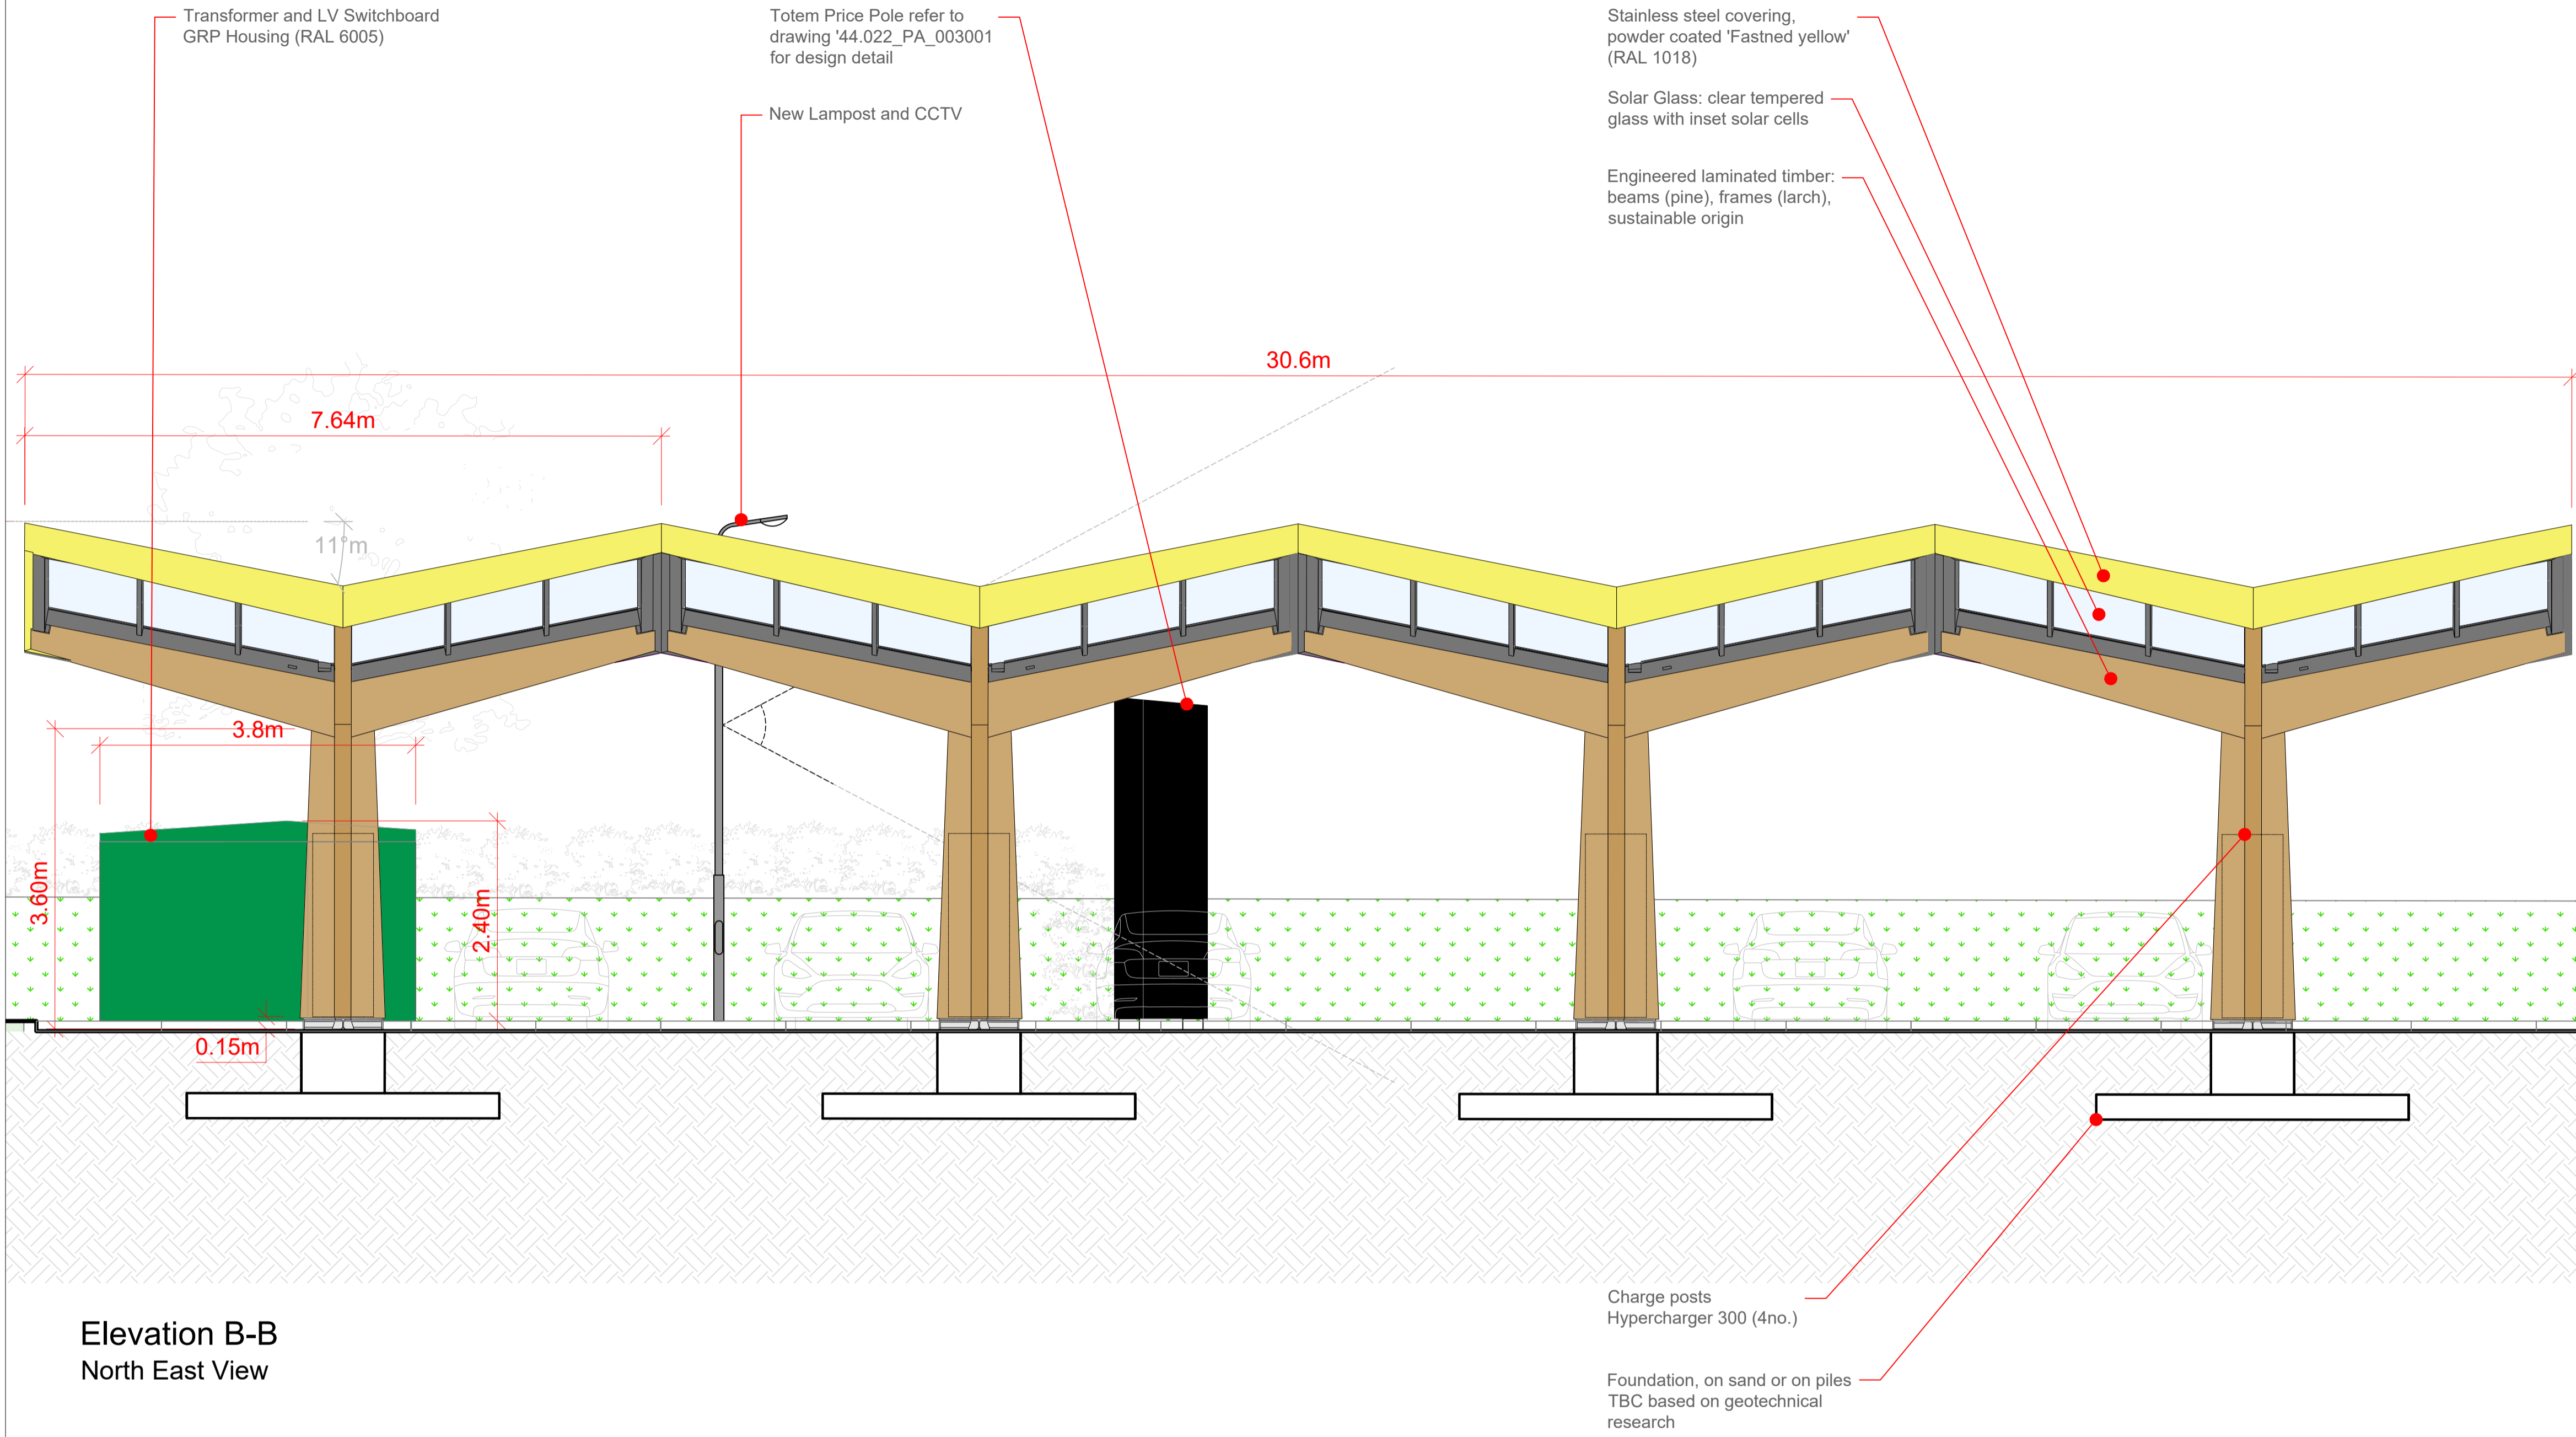 Transformer and LV Switchboard
GRP Housing (RAL 6005)
Totem Price Pole refer to
drawing '44.022_PA_003001
for design detail
New Lampost and CCTV
Stainless steel covering,
powder coated 'Fastned yellow'
(RAL 1018)
Solar Glass: clear tempered
glass with inset solar cells
Engineered laminated timber:
beams (pine), frames (larch),
sustainable origin
30.6m
7.64m
11°m
3.8m
3.60m
2.40m
0.15m
Charge posts
Hypercharger 300 (4no.)
Foundation, on sand or on piles
TBC based on geotechnical
research
Elevation B-B
North East View